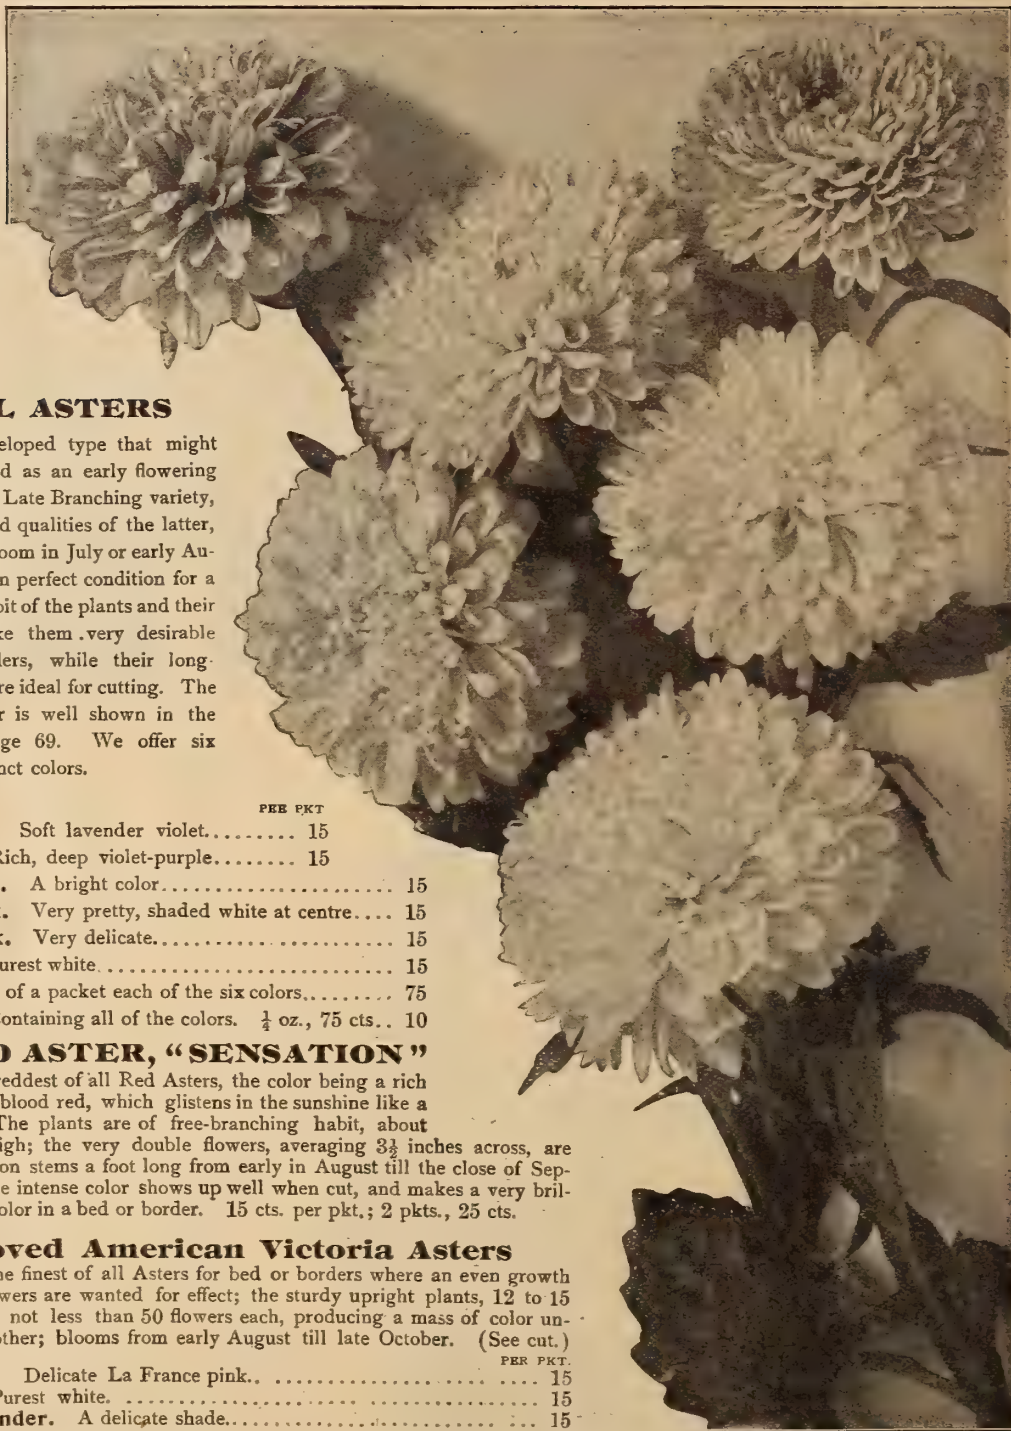 L ASTERS
eloped type that might
d as an early flowering
Late Branching variety,
d qualities of the latter,
oom in July or early Au-
n perfect condition for a
bit of the plants and their
ke them very desirable
lers, while their long-
re ideal for cutting. The
r is well shown in the
ge 69. We offer six
nct colors.
PER PKT
Soft lavender violet......... 15
Rich, deep violet-purple........ 15
. A bright color...................... 15
. Very pretty, shaded white at centre.... 15
k. Very delicate....................... 15
urest white............................ 15
of a packet each of the six colors......... 75
ontaining all of the colors. ¼ oz., 75 cts.. 10
D ASTER, “SENSATION”
reddest of all Red Asters, the color being a rich
blood red, which glistens in the sunshine like a
The plants are of free-branching habit, about
igh; the very double flowers, averaging 3½ inches across, are
on stems a foot long from early in August till the close of Sep-
e intense color shows up well when cut, and makes a very bril-
olor in a bed or border. 15 cts. per pkt.; 2 pkts., 25 cts.
oved American Victoria Asters
he finest of all Asters for bed or borders where an even growth
wers are wanted for effect; the sturdy upright plants, 12 to 15
not less than 50 flowers each, producing a mass of color un-
other; blooms from early August till late October. (See cut.)
PER PKT.
Delicate La France pink.. .................... .... 15
Purest white. ....................... ................. 15
nder. A delicate shade.............................. ... 15